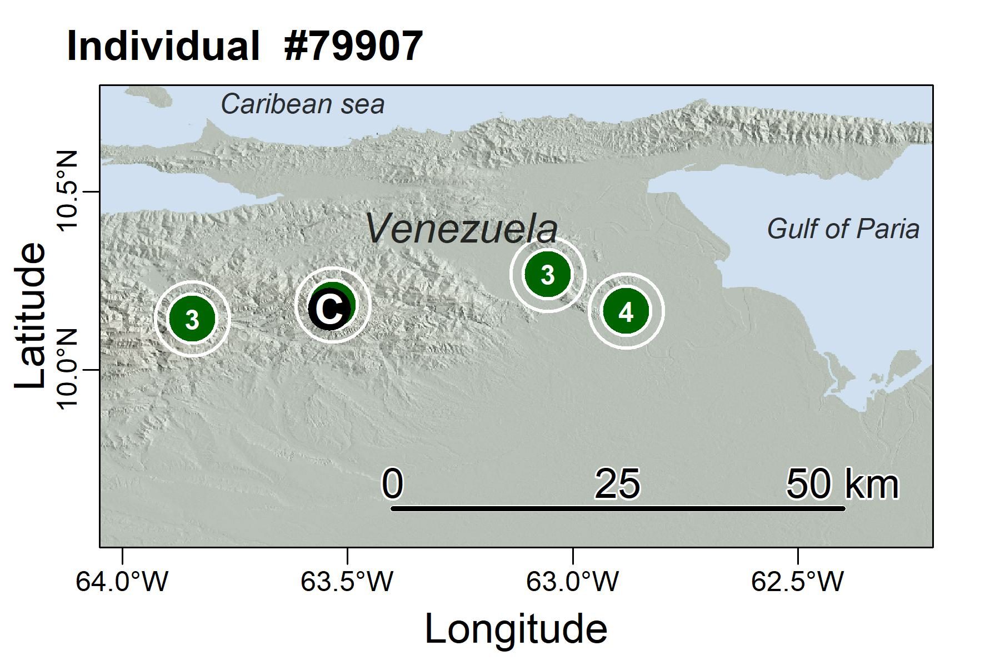 Individual #79907
Caribean sea
10.5°N
Venezuela
Gulf of Paria
3
4
C
3
Latitude
10.0°N
0 25 50 km
64.0°W 63.5°W 63.0°W 62.5°W
Longitude